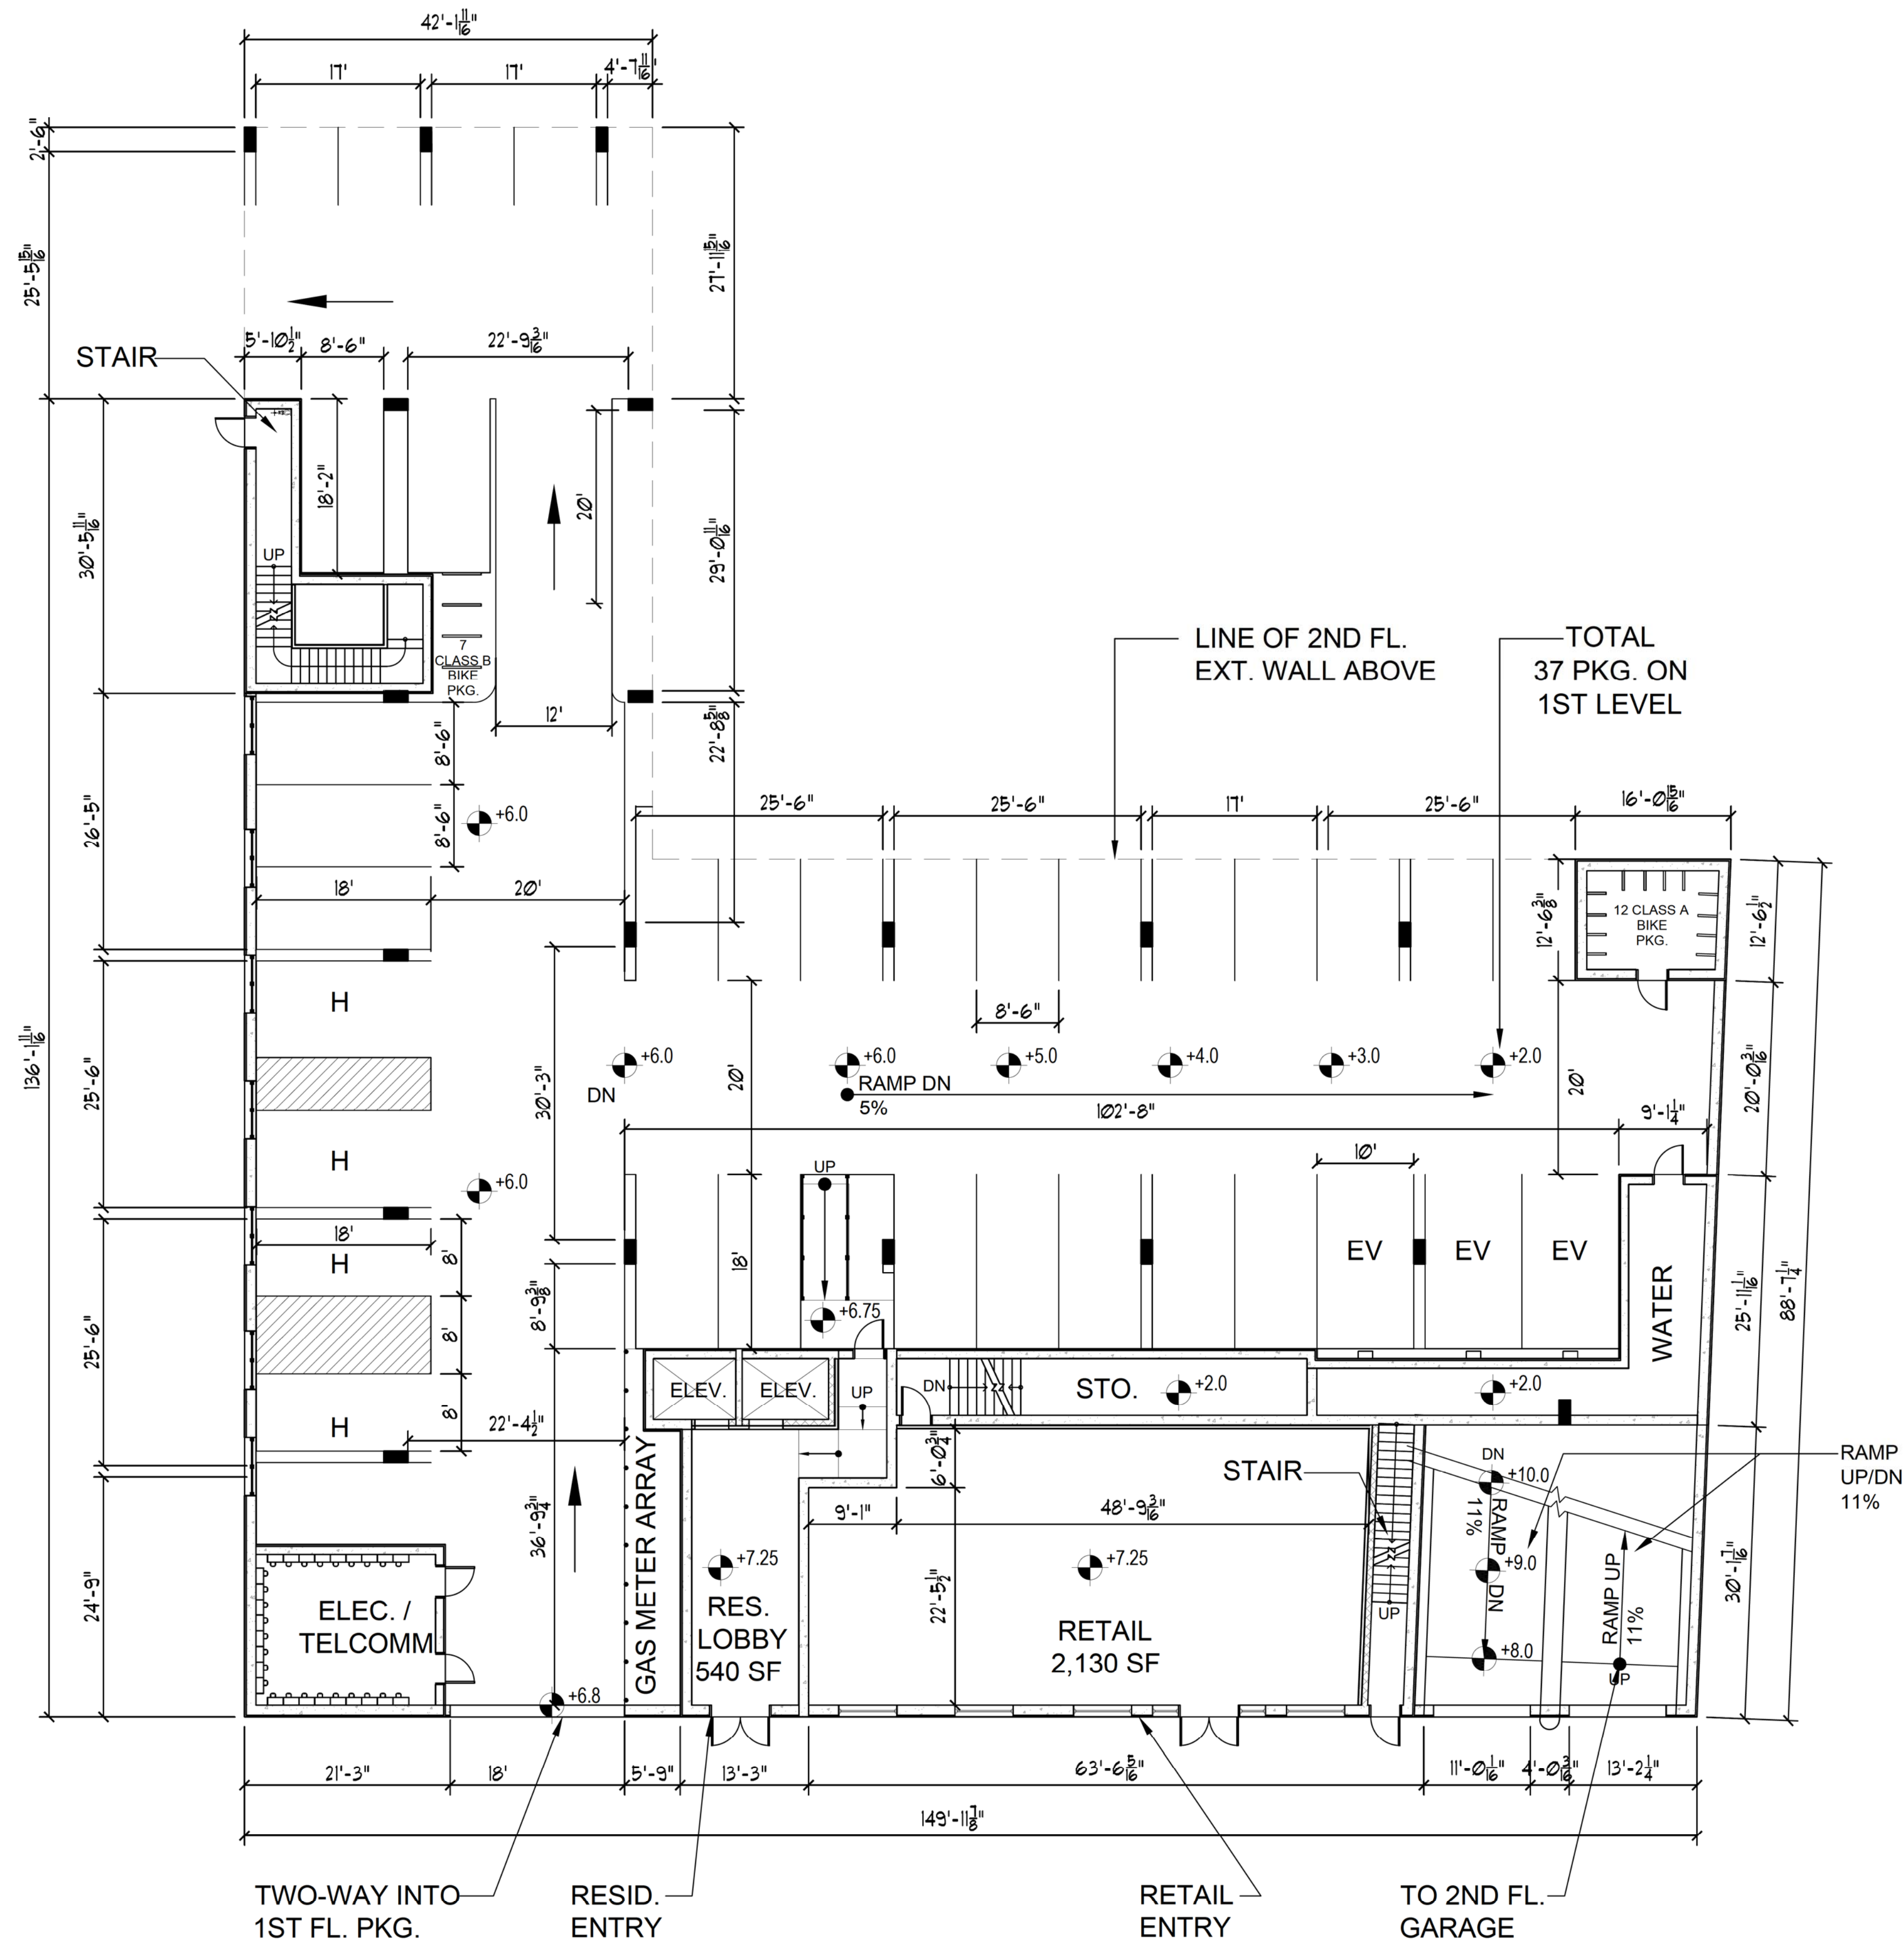 42'-1 11/16"
17'
17'
4'-7 11/16"
2'-6"
25'-5 5/16"
27'-11 5/16"
5'-10 1/2"
8'-6"
22'-9 3/16"
STAIR
18'-2"
20'
30'-5 11/16"
29'-0 11/16"
UP
7
CLASS B
BIKE
PKG.
12'
22'-8 5/8"
LINE OF 2ND FL.
EXT. WALL ABOVE
TOTAL
37 PKG. ON
1ST LEVEL
8'-6"
8'-6"
+6.0
26'-5"
25'-6"
25'-6"
17'
25'-6"
16'-0 15/16"
18'
20'
12'-6 3/8"
12 CLASS A
BIKE
PKG.
12'-6 1/2"
H
8'-6"
136'-1 11/16"
25'-6"
30'-3"
+6.0
DN
20'
+6.0
+5.0
+4.0
+3.0
+2.0
RAMP DN
5%
102'-8"
20'
9'-1 1/4"
20'-0 3/16"
H
+6.0
UP
10'
18'
H
8'
8'
8'
25'-6"
8'-9 3/8"
18'
+6.75
EV
EV
EV
WATER
25'-11 1/16"
88'-7 1/4"
ELEV.
ELEV.
UP
DN
STO.
+2.0
+2.0
H
22'-4 1/2"
6'-0 3/4"
STAIR
DN
+10.0
RAMP
UP/DN
11%
9'-1"
48'-9 3/16"
36'-9 3/4"
GAS METER ARRAY
+7.25
+7.25
22'-5 1/2"
RAMP DN
11%
+9.0
RAMP UP
11%
30'-1 7/16"
24'-9"
ELEC. /
TELCOMM
RES.
LOBBY
540 SF
RETAIL
2,130 SF
UP
+8.0
UP
+6.8
21'-3"
18'
5'-9"
13'-3"
63'-6 5/16"
11'-0 1/16"
4'-0 3/16"
13'-2 1/4"
149'-11 7/8"
TWO-WAY INTO
1ST FL. PKG.
RESID.
ENTRY
RETAIL
ENTRY
TO 2ND FL.
GARAGE